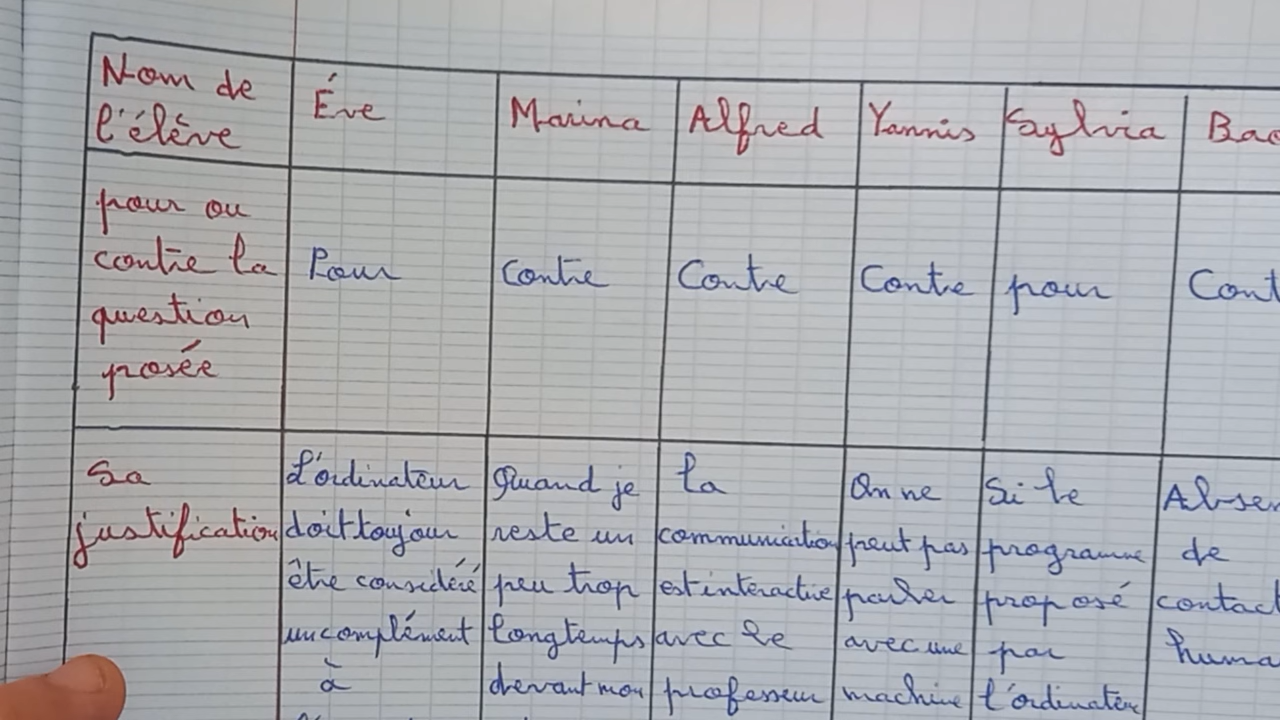 Nom de
l'élève
Éve
Marina
Alfred
Yannis
Sylvia
pour ou
contre la
question
posée
Pour
Contre
Contre
Contre
pour
Sa
justification
L'ordinateur
doit toujour
être considéré
un complément
à
Quand je
reste un
peu trop
longtemps
devant mon
la
communication
est interactive
avec le
professeur
On ne
peut pas
parler
avec une
machine
Si le
programme
proposé
par
l'ordinateur
de